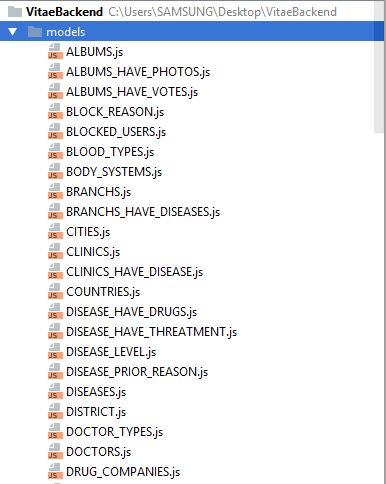 VitaeBackend C:\Users\SAMSUNG\Desktop\VitaeBackend
models
ALBUMS.js
ALBUMS_HAVE_PHOTOS.js
ALBUMS_HAVE_VOTES.js
BLOCK_REASON.js
BLOCKED_USERS.js
BLOOD_TYPES.js
BODY_SYSTEMS.js
BRANCHS.js
BRANCHS_HAVE_DISEASES.js
CITIES.js
CLINICS.js
CLINICS_HAVE_DISEASE.js
COUNTRIES.js
DISEASE_HAVE_DRUGS.js
DISEASE_HAVE_THREATMENT.js
DISEASE_LEVEL.js
DISEASE_PRIOR_REASON.js
DISEASES.js
DISTRICT.js
DOCTOR_TYPES.js
DOCTORS.js
DRUG_COMPANIES.js